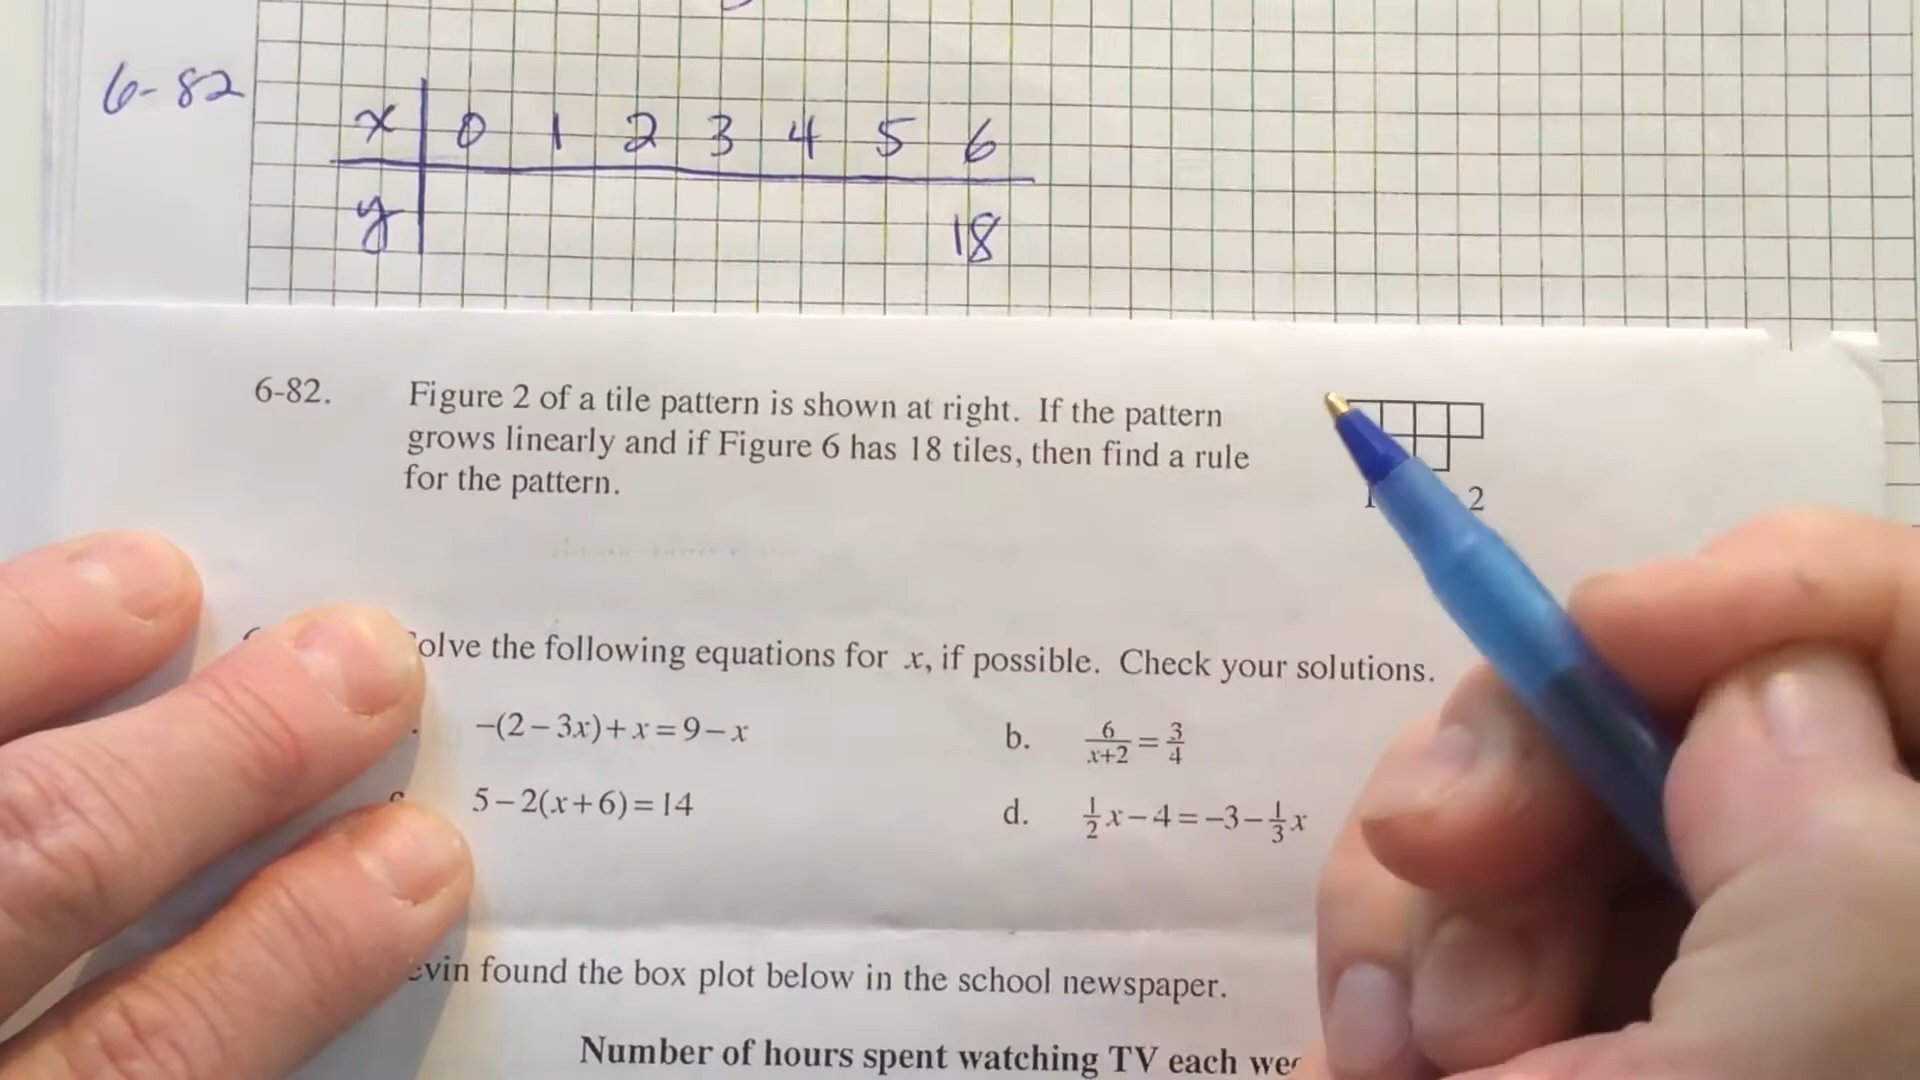 6-82
x 0 1 2 3 4 5 6
y 18
6-82. Figure 2 of a tile pattern is shown at right. If the pattern
grows linearly and if Figure 6 has 18 tiles, then find a rule
for the pattern.
2
olve the following equations for x, if possible. Check your solutions.
−(2−3x)+x=9−x
b. 6/(x+2)=3/4
5−2(x+6)=14
d. 1/2x−4=−3−1/3x
evin found the box plot below in the school newspaper.
Number of hours spent watching TV each wee